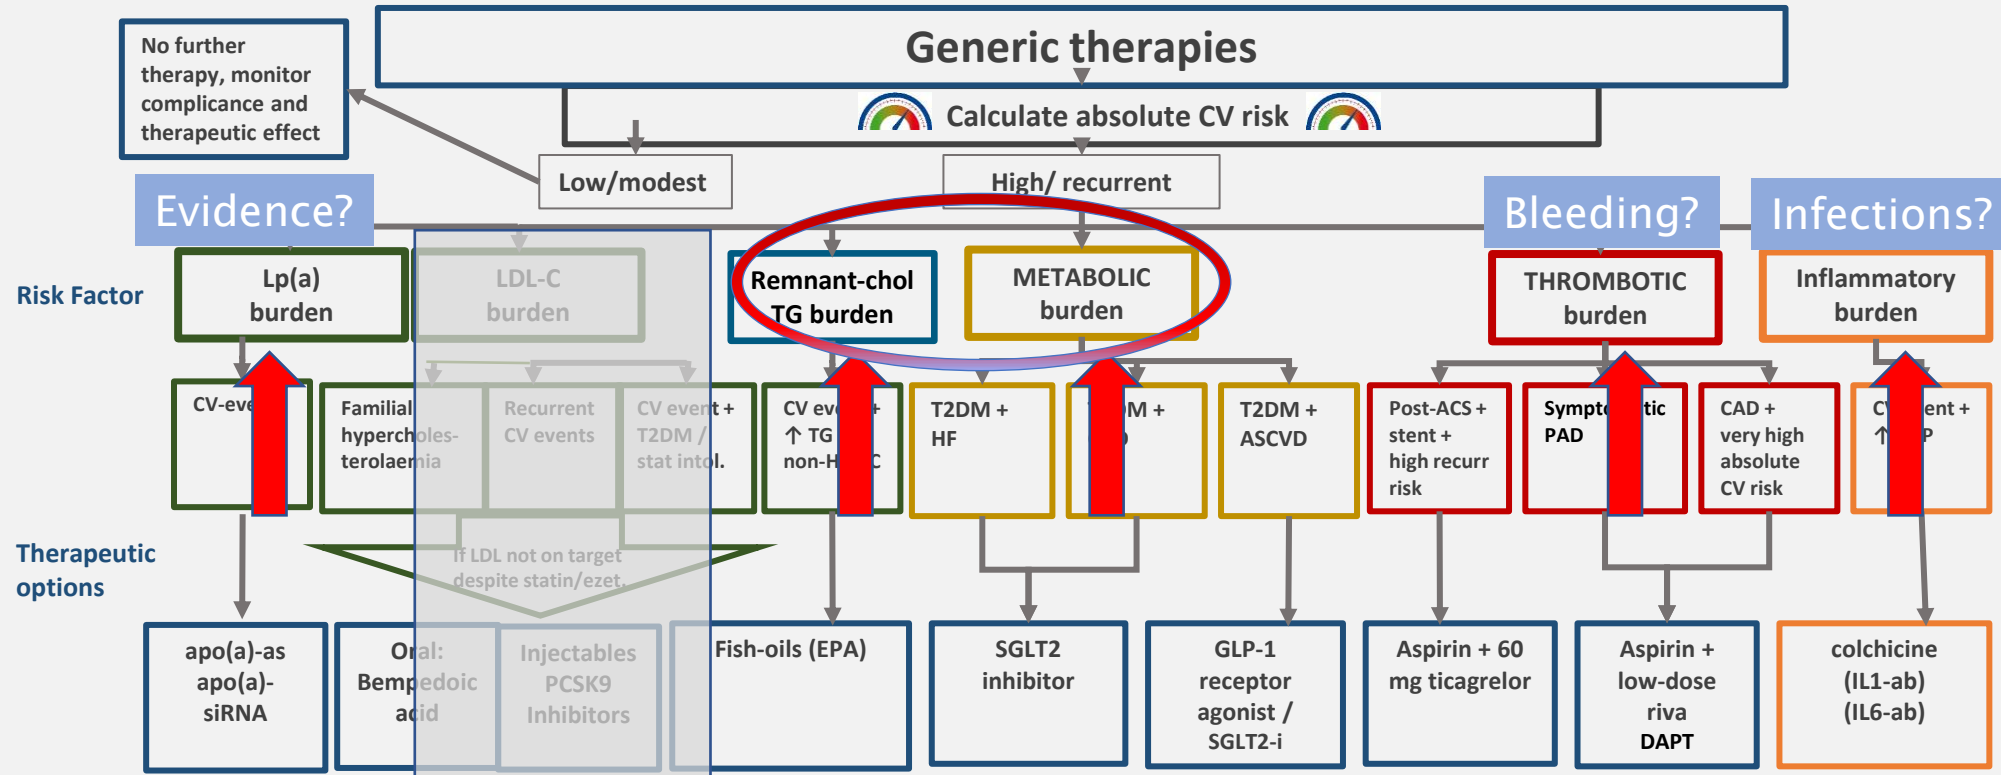 Generic therapies
No further
therapy, monitor
complicance and
therapeutic effect
Calculate absolute CV risk
Low/modest
High/ recurrent
Evidence?
Bleeding?
Infections?
Risk Factor
Lp(a)
burden
LDL-C
burden
Remnant-chol
TG burden
METABOLIC
burden
THROMBOTIC
burden
Inflammatory
burden
Familial
hypercholes-
terolaemia
Recurrent
CV events
CV event +
T2DM /
stat intol.
CV
+
↑ TG
T2DM +
HF
T2DM +
ASCVD
Post-ACS +
stent +
high recurr
risk
PAD
CAD +
very high
absolute
CV risk
Therapeutic
options
If LDL not on target
despite statin/ezet.
apo(a)-as
apo(a)-
siRNA
Oral:
Bempedoic
acid
Injectables
PCSK9
Inhibitors
Fish-oils (EPA)
SGLT2
inhibitor
GLP-1
receptor
agonist /
SGLT2-i
Aspirin + 60
mg ticagrelor
Aspirin +
low-dose
riva
DAPT
colchicine
(IL1-ab)
(IL6-ab)